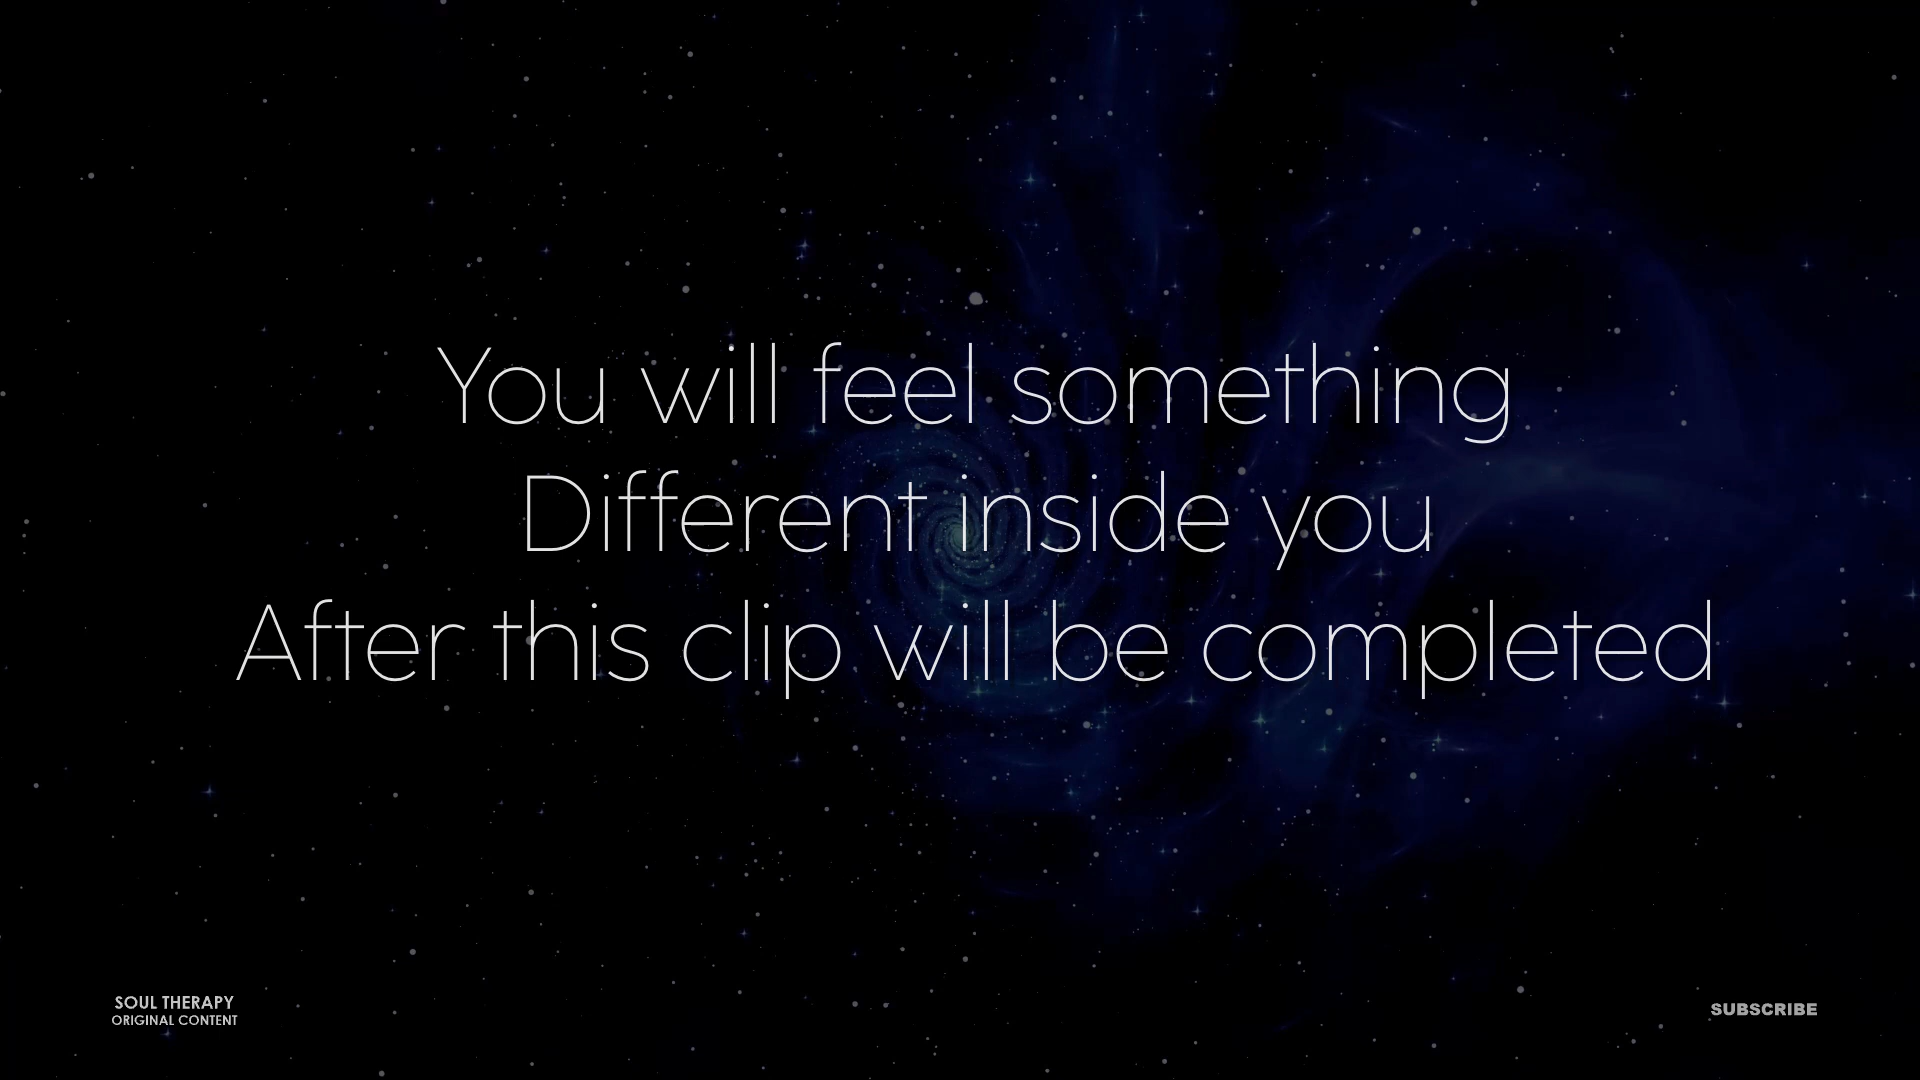 You will feel something
Different inside you
After this clip will be completed
SOUL THERAPY
ORIGINAL CONTENT
SUBSCRIBE